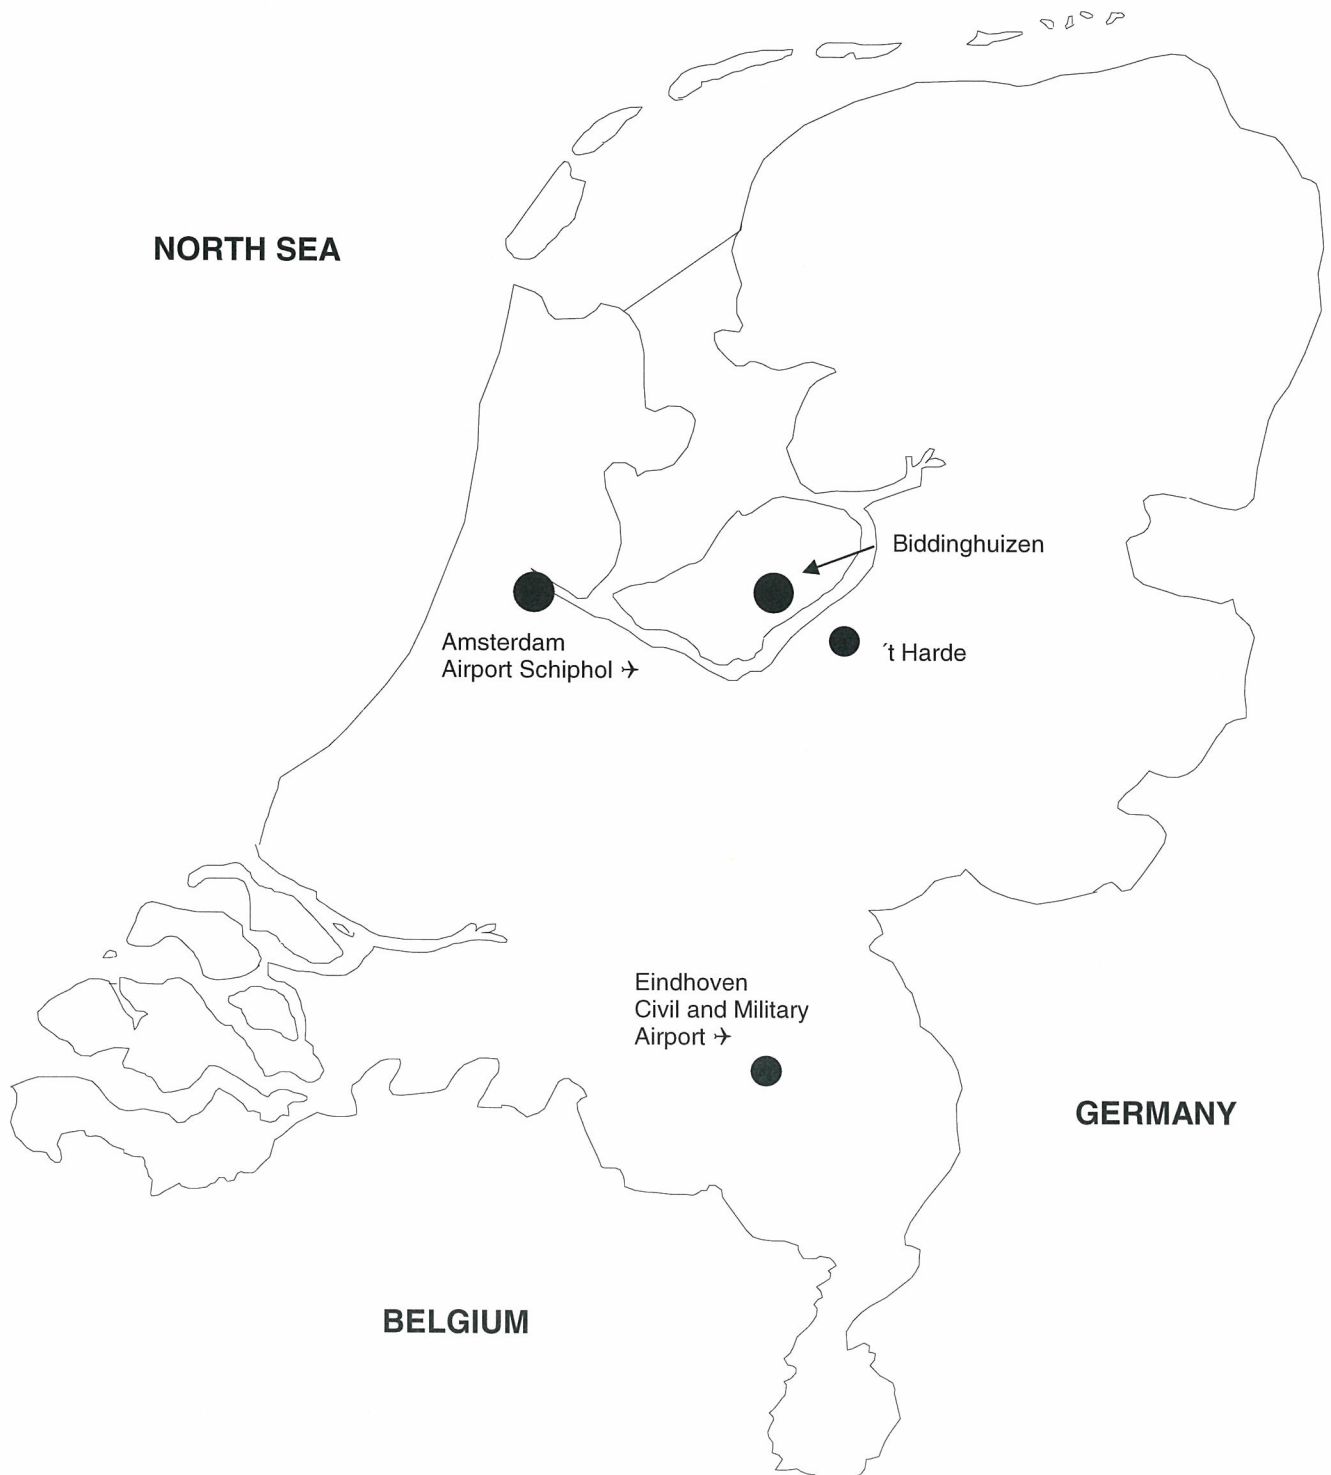 NORTH SEA
Biddinghuizen
Amsterdam
Airport Schiphol ✈
´t Harde
Eindhoven
Civil and Military
Airport ✈
GERMANY
BELGIUM